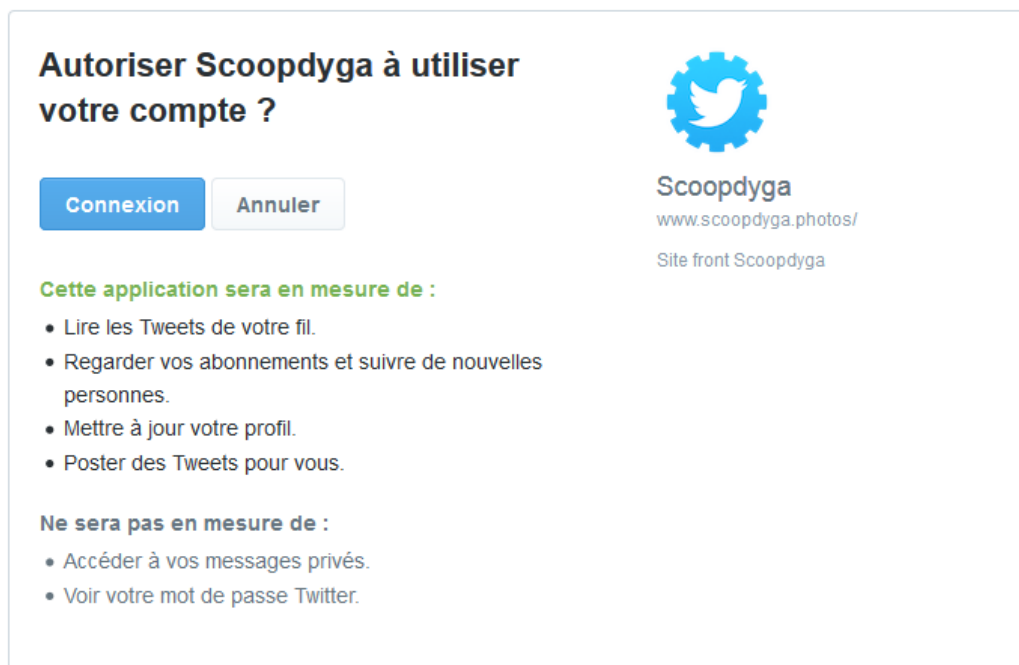 Autoriser Scoopdyga à utiliser
votre compte ?
Connexion
Annuler
Cette application sera en mesure de :
• Lire les Tweets de votre fil.
• Regarder vos abonnements et suivre de nouvelles
personnes.
• Mettre à jour votre profil.
• Poster des Tweets pour vous.
Ne sera pas en mesure de :
• Accéder à vos messages privés.
• Voir votre mot de passe Twitter.
Scoopdyga
www.scoopdyga.photos/
Site front Scoopdyga